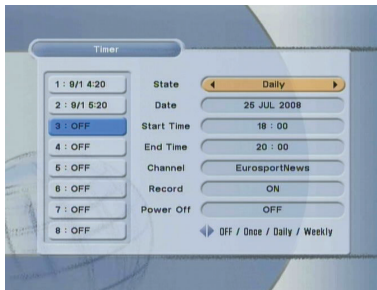 Timer
1 : 9/1 4:20
2 : 9/1 5:20
3 : OFF
4 : OFF
5 : OFF
6 : OFF
7 : OFF
8 : OFF
State Daily
Date 25 JUL 2008
Start Time 18 : 00
End Time 20 : 00
Channel EurosportNews
Record ON
Power Off OFF
OFF / Once / Daily / Weekly